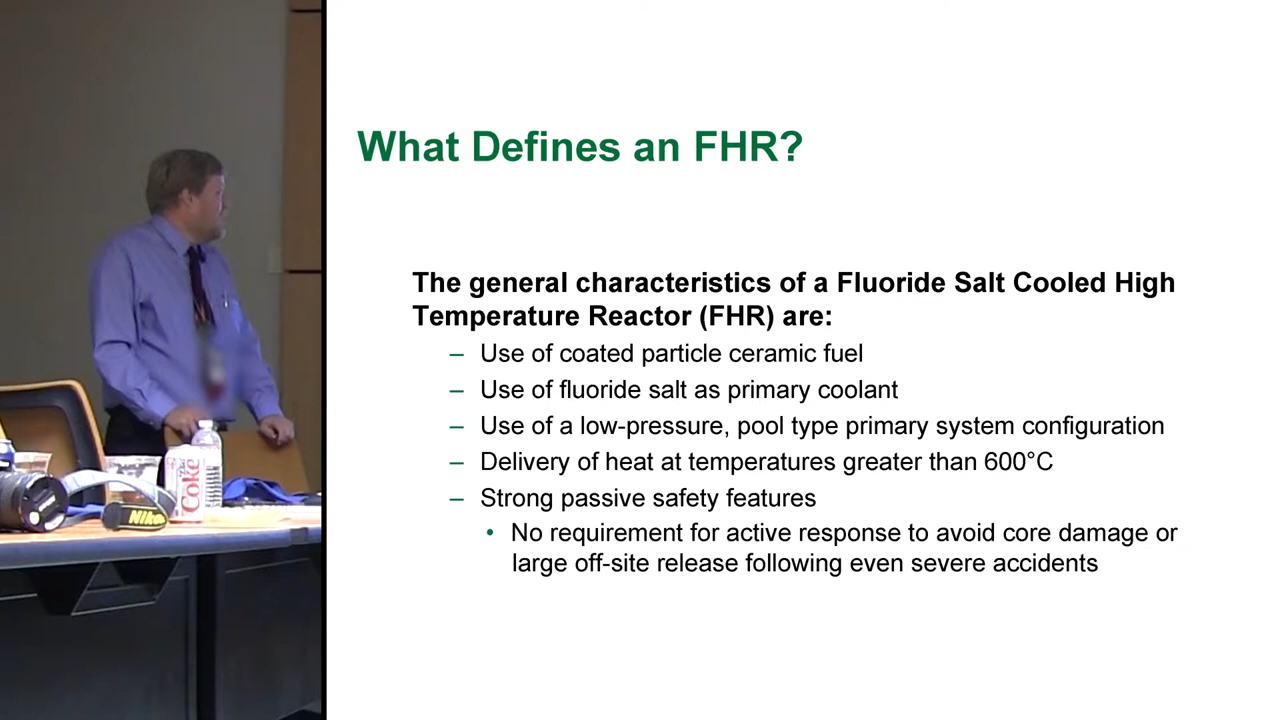 What Defines an FHR?
The general characteristics of a Fluoride Salt Cooled High
Temperature Reactor (FHR) are:
– Use of coated particle ceramic fuel
– Use of fluoride salt as primary coolant
– Use of a low-pressure, pool type primary system configuration
– Delivery of heat at temperatures greater than 600°C
– Strong passive safety features
• No requirement for active response to avoid core damage or
large off-site release following even severe accidents
Coke
Nikon